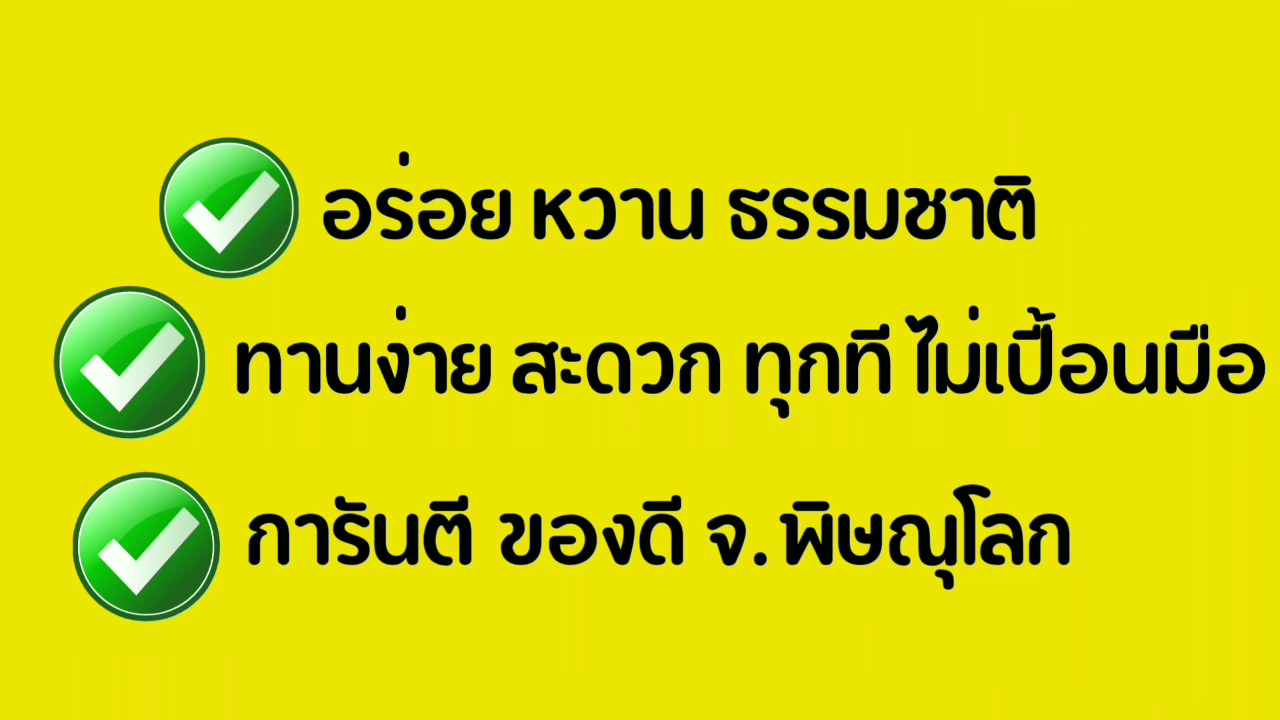 อร่อย หวาน ธรรมชาติ
ทานง่าย สะดวก ทุกที ไม่เปื้อนมือ
การันตี ของดี จ.พิษณุโลก